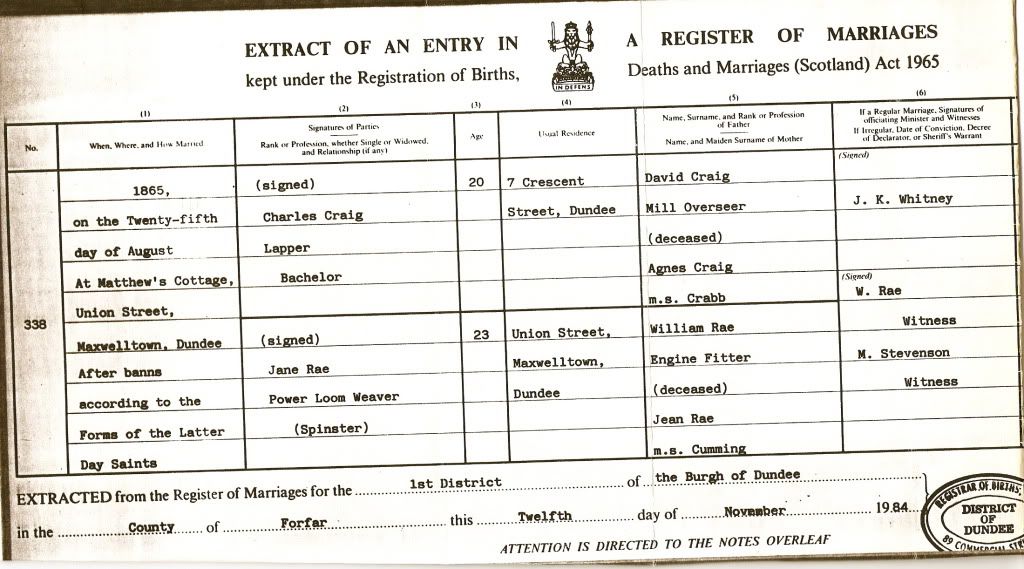 EXTRACT OF AN ENTRY IN A REGISTER OF MARRIAGES
kept under the Registration of Births, Deaths and Marriages (Scotland) Act 1965
IN DEFENS
(1) (2) (3) (4) (5) (6)
No.
When, Where, and How Married
Signatures of Parties
Rank or Profession, whether Single or Widowed,
and Relationship (if any)
Age
Usual Residence
Name, Surname, and Rank or Profession
of Father
Name, and Maiden Surname of Mother
If a Regular Marriage, Signatures of
officiating Minister and Witnesses
If Irregular, Date of Conviction, Decree
of Declarator, or Sheriff's Warrant
338
1865,
on the Twenty-fifth
day of August
At Matthew's Cottage,
Union Street,
Maxwelltown, Dundee
After banns
according to the
Forms of the Latter
Day Saints
(signed)
Charles Craig
Lapper
Bachelor
20
7 Crescent
Street, Dundee
David Craig
Mill Overseer
(deceased)
Agnes Craig
m.s. Crabb
(Signed)
J. K. Whitney
(signed)
Jane Rae
Power Loom Weaver
(Spinster)
23
Union Street,
Maxwelltown,
Dundee
William Rae
Engine Fitter
(deceased)
Jean Rae
m.s. Cumming
(Signed)
W. Rae
Witness
M. Stevenson
Witness
EXTRACTED from the Register of Marriages for the 1st District of the Burgh of Dundee
in the County of Forfar this Twelfth day of November 1984
ATTENTION IS DIRECTED TO THE NOTES OVERLEAF
REGISTRAR OF BIRTHS,
DISTRICT
OF
DUNDEE
89 COMMERCIAL